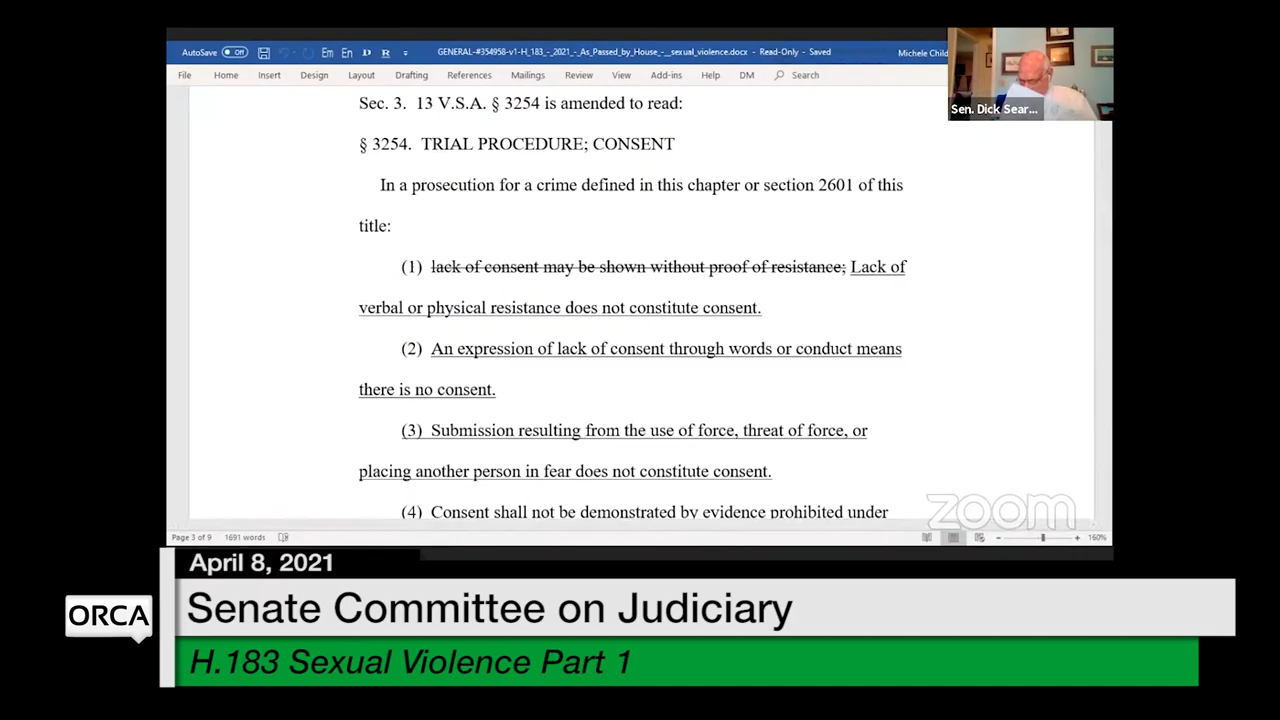 AutoSave Off Em En D R GENERAL-#354958-v1-H_183_-_2021_-_As_Passed_by_House_-__sexual_violence.docx - Read-Only - Saved Michele Child
File Home Insert Design Layout Drafting References Mailings Review View Add-ins Help DM Search
Sen. Dick Sear...
Sec. 3. 13 V.S.A. § 3254 is amended to read:
§ 3254. TRIAL PROCEDURE; CONSENT
In a prosecution for a crime defined in this chapter or section 2601 of this
title:
(1) lack of consent may be shown without proof of resistance; Lack of
verbal or physical resistance does not constitute consent.
(2) An expression of lack of consent through words or conduct means
there is no consent.
(3) Submission resulting from the use of force, threat of force, or
placing another person in fear does not constitute consent.
(4) Consent shall not be demonstrated by evidence prohibited under
zoom
Page 3 of 9 1691 words 160%
April 8, 2021
ORCA
Senate Committee on Judiciary
H.183 Sexual Violence Part 1